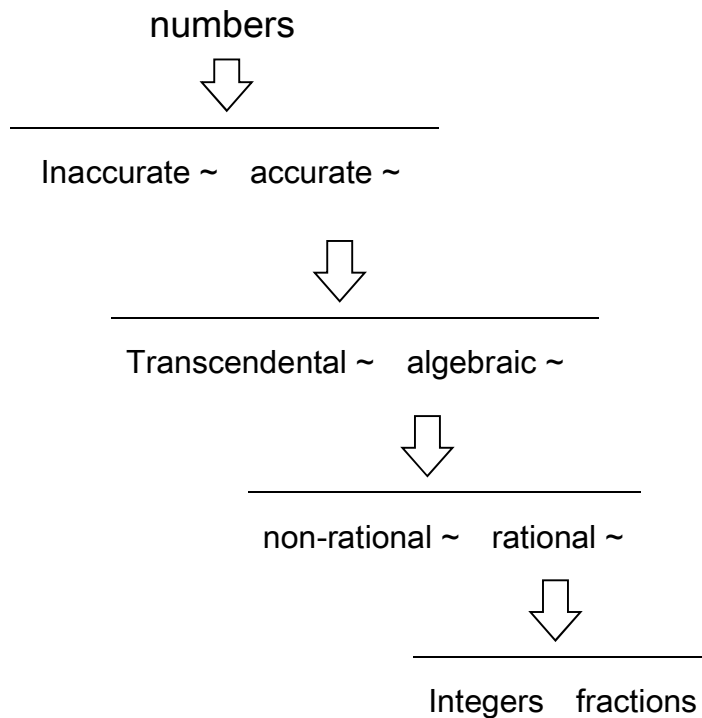 numbers
Inaccurate ~ accurate ~
Transcendental ~ algebraic ~
non-rational ~ rational ~
Integers fractions